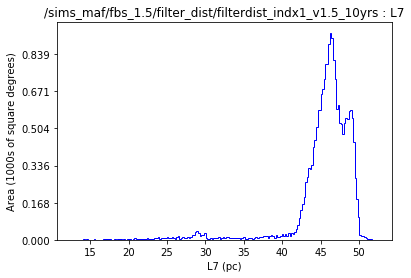 /sims_maf/fbs_1.5/filter_dist/filterdist_indx1_v1.5_10yrs : L7
Area (1000s of square degrees)
0.839
0.671
0.504
0.336
0.168
0.000
15 20 25 30 35 40 45 50
L7 (pc)